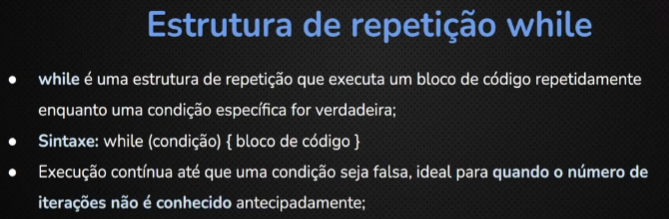 Estrutura de repetição while
● while é uma estrutura de repetição que executa um bloco de código repetidamente
enquanto uma condição específica for verdadeira;
● Sintaxe: while (condição) { bloco de código }
● Execução contínua até que uma condição seja falsa, ideal para quando o número de
iterações não é conhecido antecipadamente;